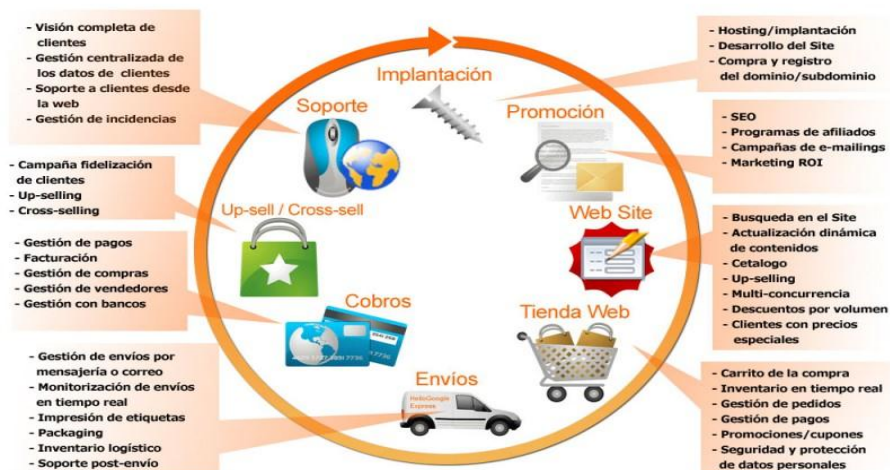 Implantación
- Hosting/implantación
- Desarrollo del Site
- Compra y registro
del dominio/subdominio
Promoción
- SEO
- Programas de afiliados
- Campañas de e-mailings
- Marketing ROI
Web Site
- Busqueda en el Site
- Actualización dinámica
de contenidos
- Cetalogo
- Up-selling
- Multi-concurrencia
- Descuentos por volumen
- Clientes con precios
especiales
Tienda Web
- Carrito de la compra
- Inventario en tiempo real
- Gestión de pedidos
- Gestión de pagos
- Promociones/cupones
- Seguridad y protección
de datos personales
Envíos
HelloGoogle
Express
- Gestión de envíos por
mensajería o correo
- Monitorización de envíos
en tiempo real
- Impresión de etiquetas
- Packaging
- Inventario logístico
- Soporte post-envío
Cobros
- Gestión de pagos
- Facturación
- Gestión de compras
- Gestión de vendedores
- Gestión con bancos
Up-sell / Cross-sell
- Campaña fidelización
de clientes
- Up-selling
- Cross-selling
Soporte
- Visión completa de
clientes
- Gestión centralizada de
los datos de clientes
- Soporte a clientes desde
la web
- Gestión de incidencias